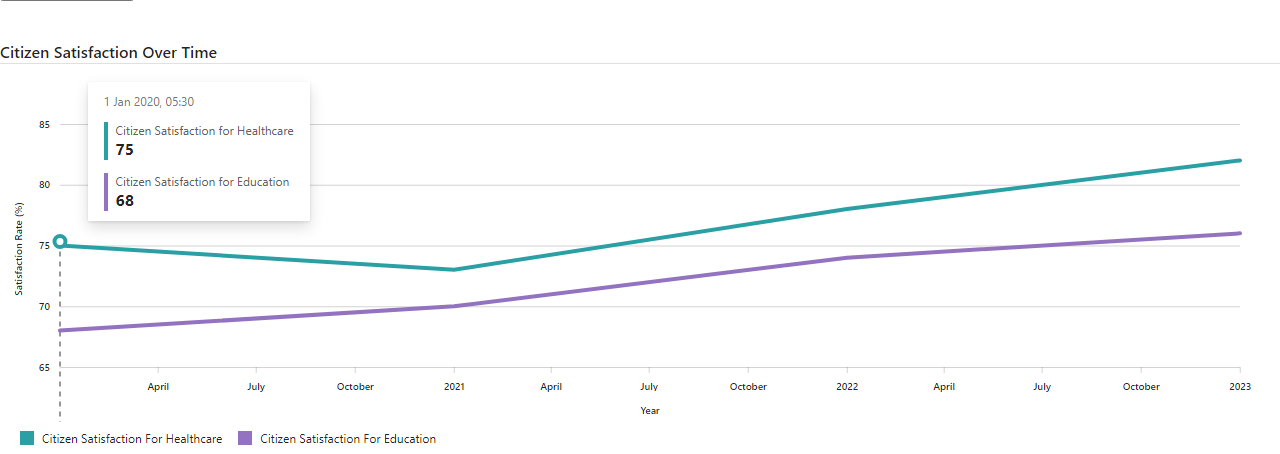 Citizen Satisfaction Over Time
1 Jan 2020, 05:30
Citizen Satisfaction for Healthcare
75
Citizen Satisfaction for Education
68
85
80
75
70
65
Satisfaction Rate (%)
April July October 2021 April July October 2022 April July October 2023
Year
Citizen Satisfaction For Healthcare Citizen Satisfaction For Education